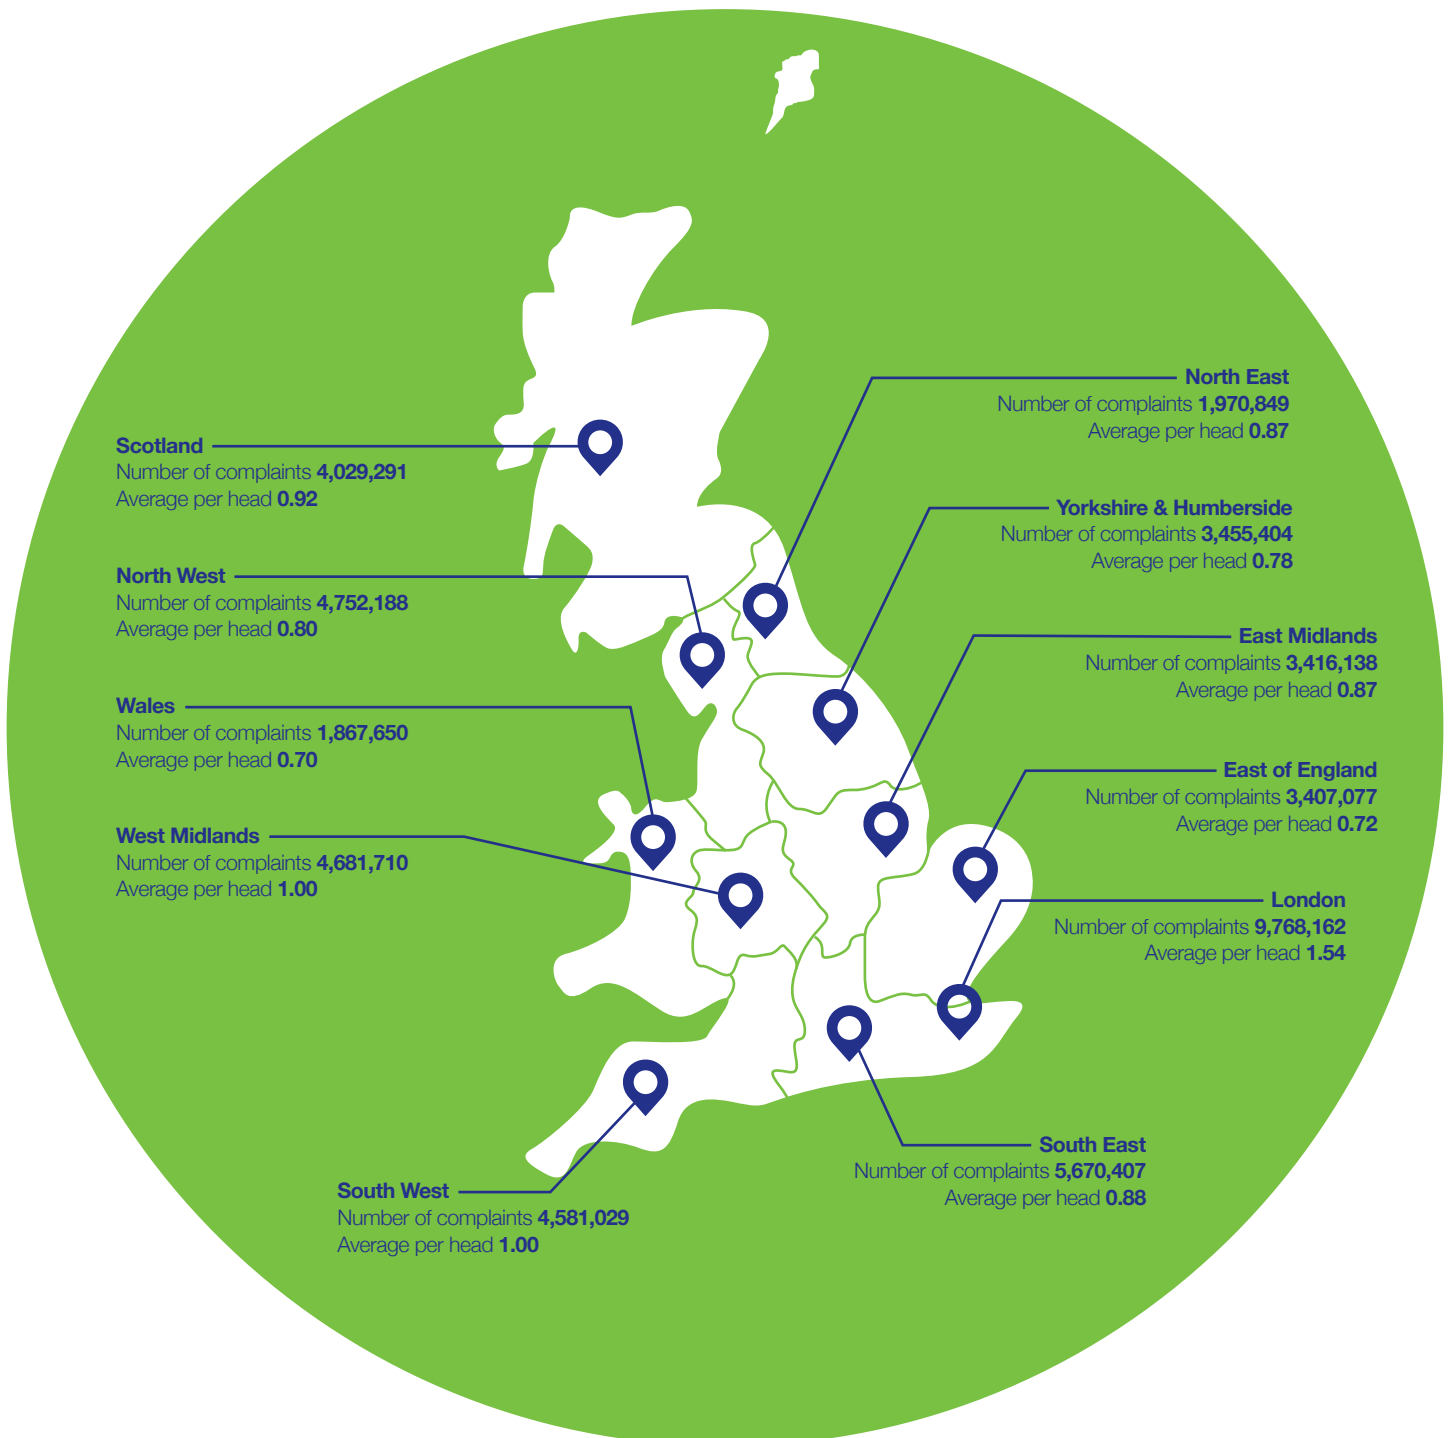 Scotland
Number of complaints 4,029,291
Average per head 0.92
North West
Number of complaints 4,752,188
Average per head 0.80
Wales
Number of complaints 1,867,650
Average per head 0.70
West Midlands
Number of complaints 4,681,710
Average per head 1.00
South West
Number of complaints 4,581,029
Average per head 1.00
North East
Number of complaints 1,970,849
Average per head 0.87
Yorkshire & Humberside
Number of complaints 3,455,404
Average per head 0.78
East Midlands
Number of complaints 3,416,138
Average per head 0.87
East of England
Number of complaints 3,407,077
Average per head 0.72
London
Number of complaints 9,768,162
Average per head 1.54
South East
Number of complaints 5,670,407
Average per head 0.88